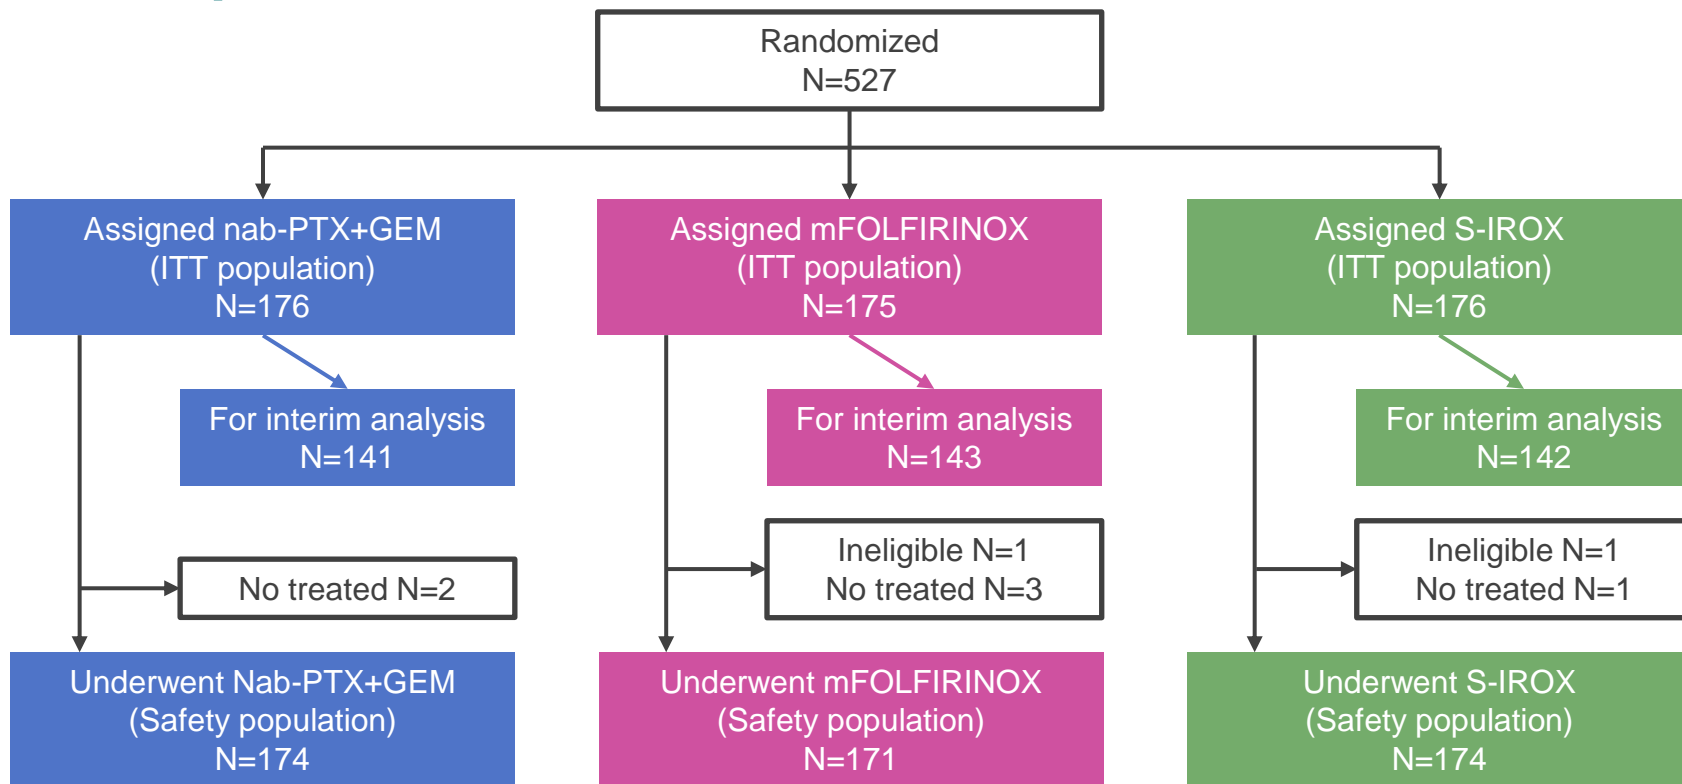 Randomized
N=527
Assigned nab-PTX+GEM
(ITT population)
N=176
Assigned mFOLFIRINOX
(ITT population)
N=175
Assigned S-IROX
(ITT population)
N=176
For interim analysis
N=141
For interim analysis
N=143
For interim analysis
N=142
No treated N=2
Ineligible N=1
No treated N=3
Ineligible N=1
No treated N=1
Underwent Nab-PTX+GEM
(Safety population)
N=174
Underwent mFOLFIRINOX
(Safety population)
N=171
Underwent S-IROX
(Safety population)
N=174